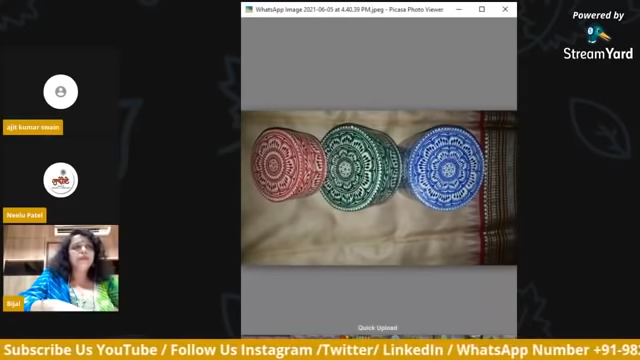 WhatsApp Image 2021-06-05 at 4.40.39 PM.jpeg - Picasa Photo Viewer
Powered by
StreamYard
ajit kumar swain
Neelu Patel
Bijal
Quick Upload
Subscribe Us YouTube / Follow Us Instagram /Twitter/ LinkedIn / WhatsApp Number +91-98